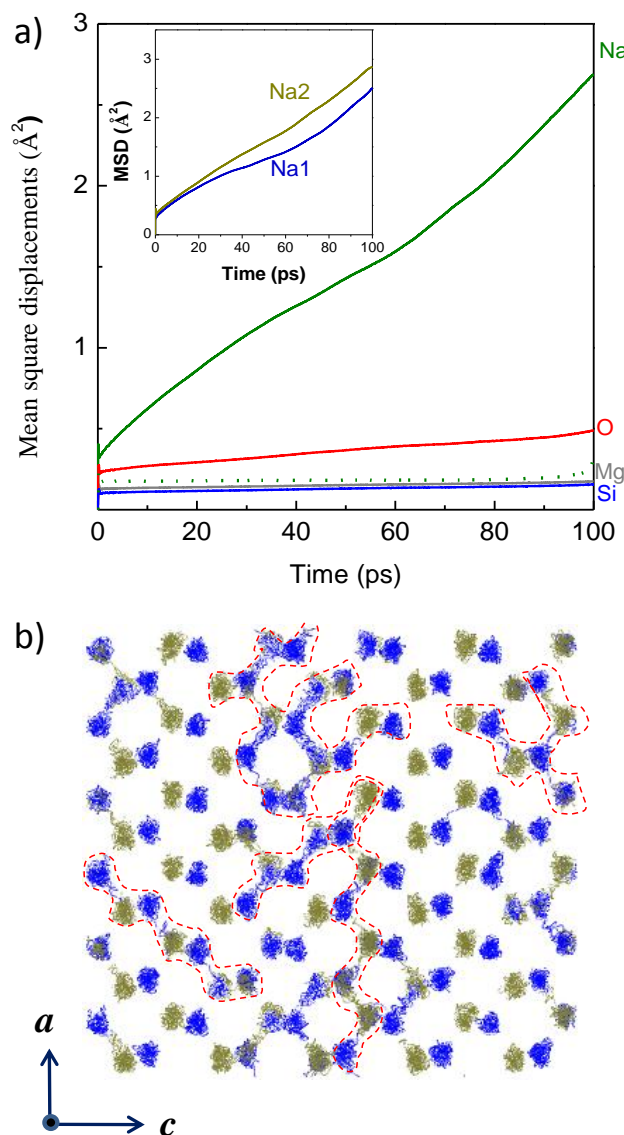 a)
3
2
1
0
Mean square displacements (Å²)
0 20 40 60 80 100
Time (ps)
Na
O
Mg
Si
3
2
1
0
MSD (Å²)
Na2
Na1
0 20 40 60 80 100
Time (ps)
b)
a
c